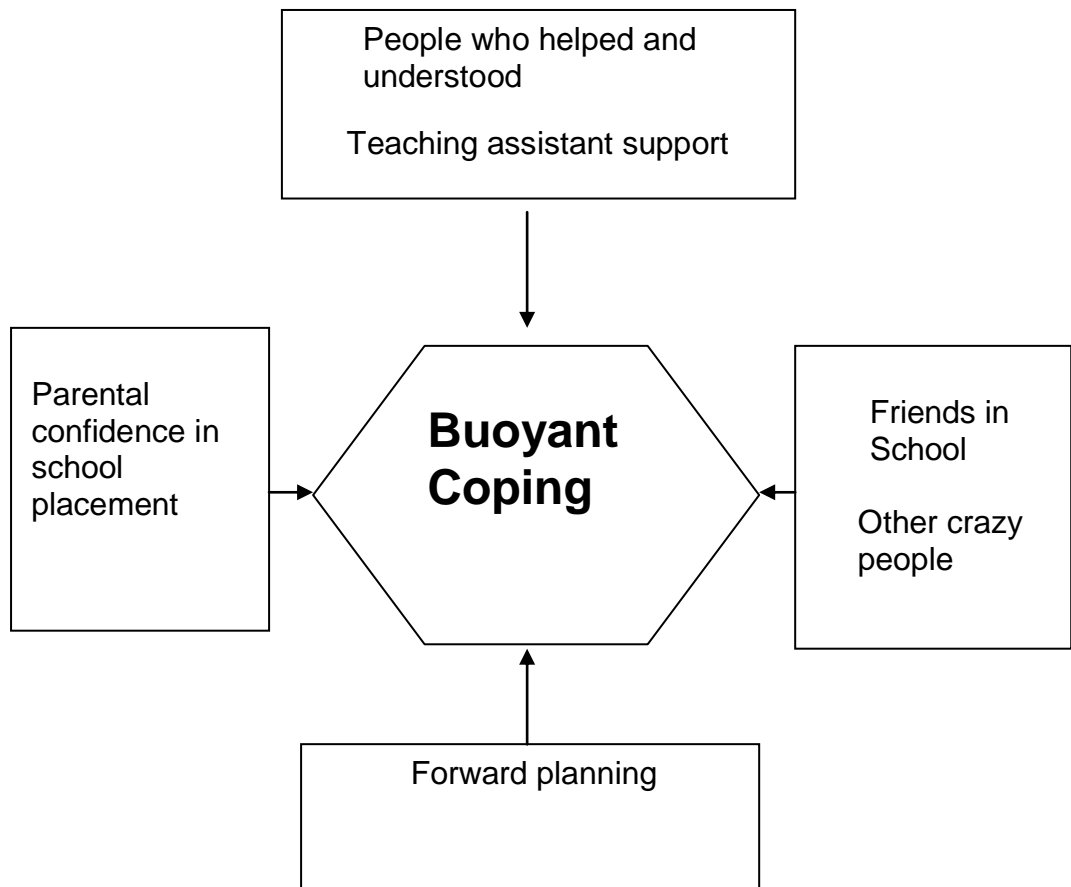 People who helped and
understood
Teaching assistant support
Parental
confidence in
school
placement
Buoyant
Coping
Friends in
School
Other crazy
people
Forward planning